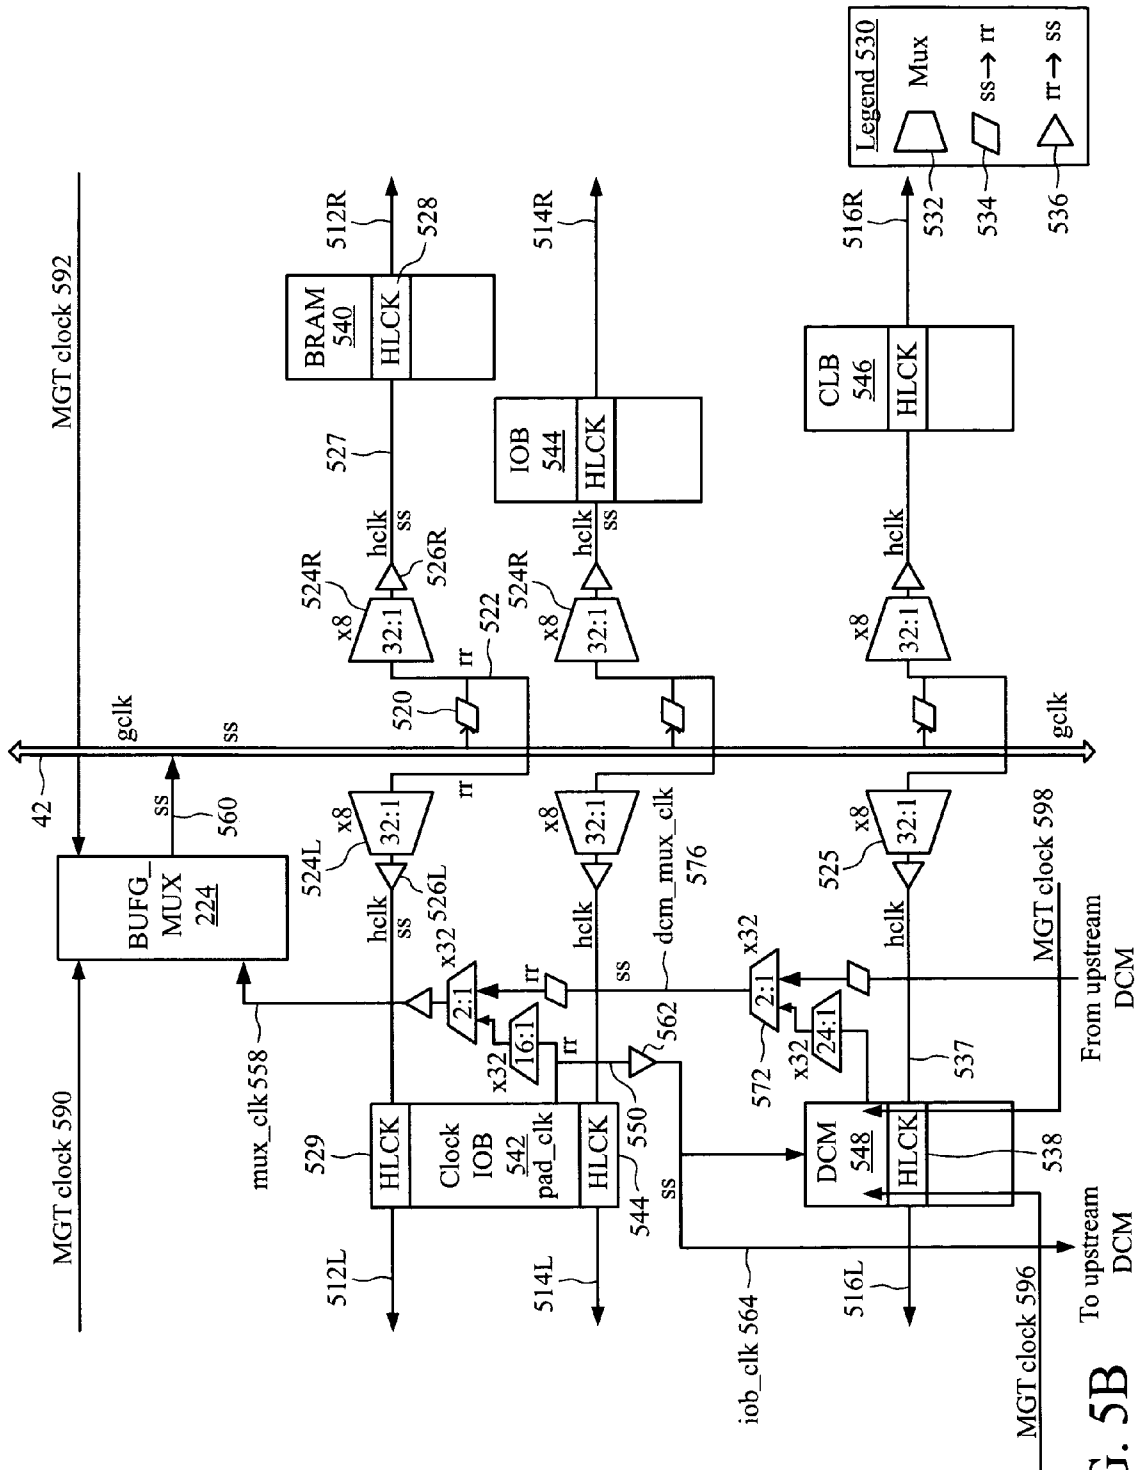 MGT clock 590
MGT clock 592
BUFG_
MUX
224
mux_clk558
ss
560
42
gclk
ss
512L
529
HLCK
hclk
ss
526L
524L
x8
32:1
rr
520
rr
522
524R
x8
32:1
526R
hclk
ss
527
BRAM
540
HLCK
528
512R
Clock
IOB
542
pad_clk
x32
2:1
x32
16:1
rr
rr
514L
544
HLCK
hclk
x8
32:1
524R
x8
32:1
hclk
ss
IOB
544
HLCK
514R
550
562
ss
ss
dcm_mux_clk
576
iob_clk 564
572
x32
2:1
x32
24:1
516L
DCM
548
HLCK
538
537
hclk
525
x8
32:1
x8
32:1
hclk
CLB
546
HLCK
516R
gclk
MGT clock 596
MGT clock 598
To upstream
DCM
From upstream
DCM
Legend 530
Mux
532
ss→rr
534
rr→ss
536
G. 5B